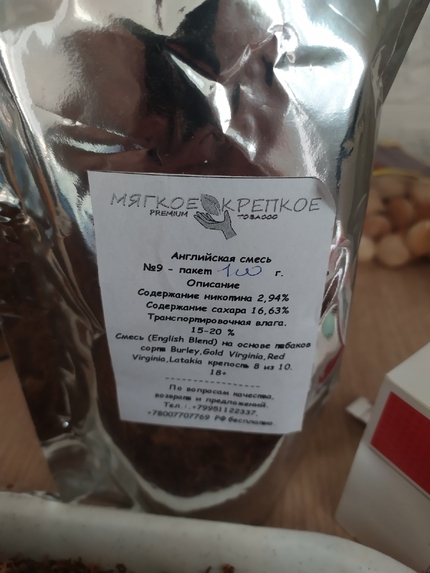 МЯГКОЕ КРЕПКОЕ
PREMIUM TOBACCO
Английская смесь
№9 - пакет 100 г.
Описание
Содержание никотина 2,94%
Содержание сахара 16,63%
Транспортировочная влага.
15-20 %
Смесь (English Blend) на основе табаков
сорта Burley,Gold Virginia,Red
Virginia,Latakia крепость 8 из 10.
18+
По вопросам качества,
возврата и предложений.
Тел.: +79951122337,
+78007707769 РФ бесплатно.